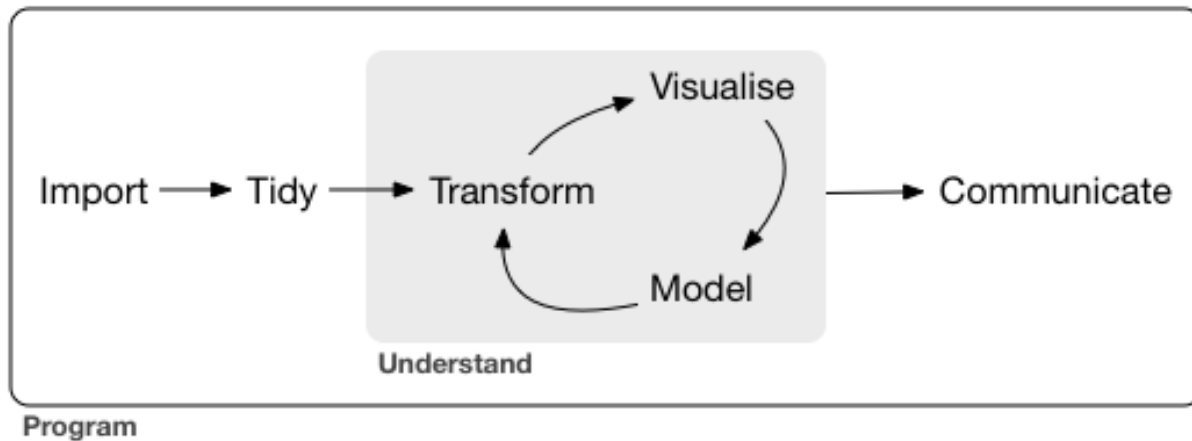 Visualise
Import Tidy Transform Communicate
Model
Understand
Program